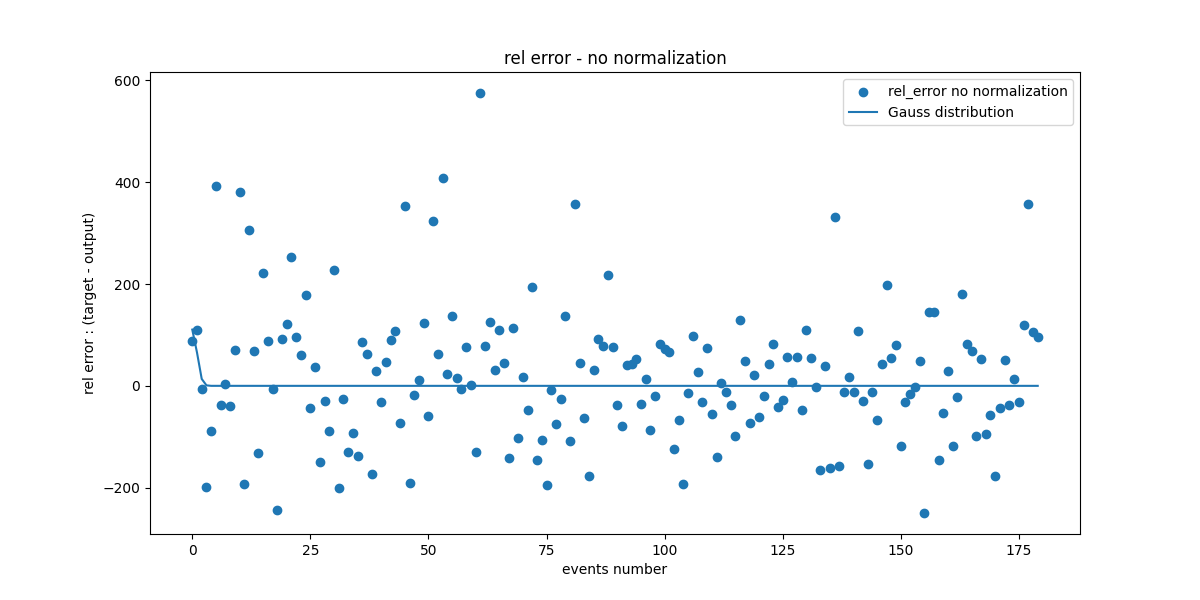 rel error - no normalization
rel_error no normalization
Gauss distribution
rel error : (target - output)
600
400
200
0
−200
0 25 50 75 100 125 150 175
events number